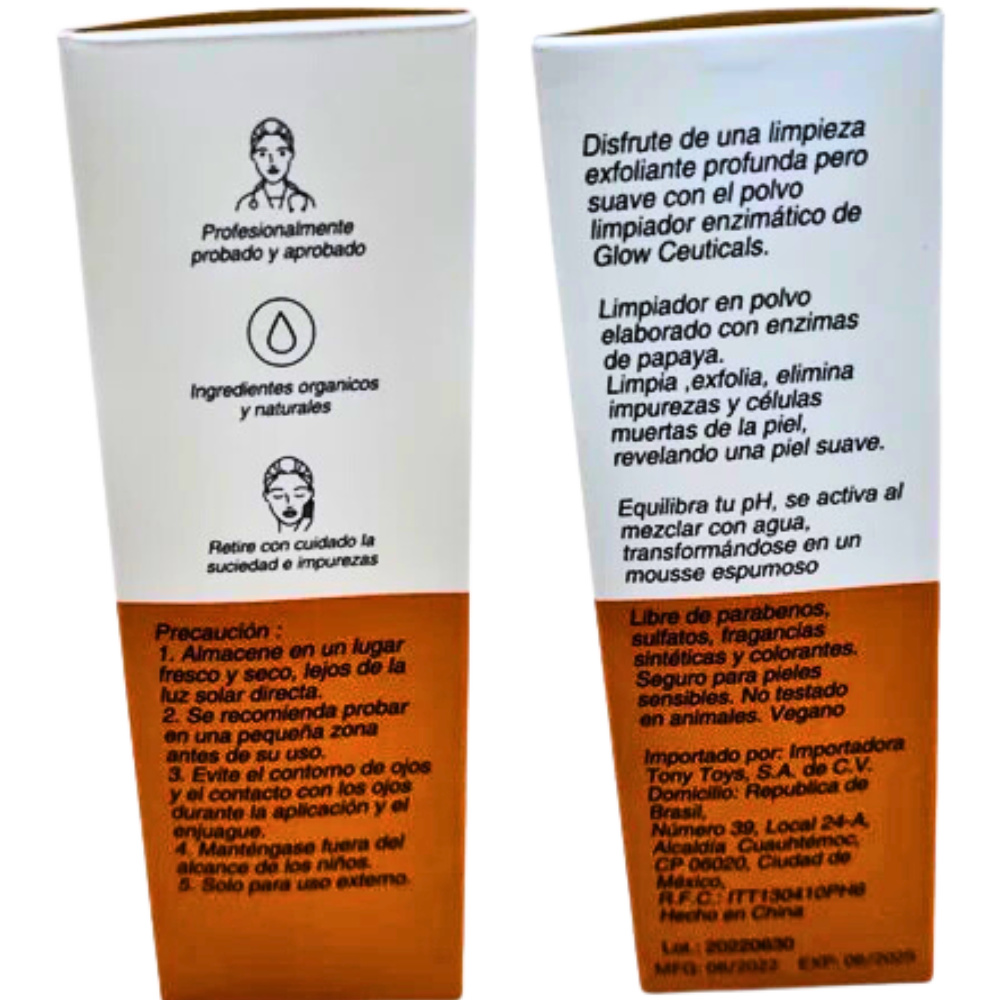 Profesionalmente
probado y aprobado
Ingredientes organicos
y naturales
Retire con cuidado la
suciedad e impurezas
Precaución :
1. Almacene en un lugar
fresco y seco, lejos de la
luz solar directa.
2. Se recomienda probar
en una pequeña zona
antes de su uso.
3. Evite el contorno de ojos
y el contacto con los ojos
durante la aplicación y el
enjuague.
4. Manténgase fuera del
alcance de los niños.
5. Solo para uso externo.
Disfrute de una limpieza
exfoliante profunda pero
suave con el polvo
limpiador enzimático de
Glow Ceuticals.
Limpiador en polvo
elaborado con enzimas
de papaya.
Limpia ,exfolia, elimina
impurezas y células
muertas de la piel,
revelando una piel suave.
Equilibra tu pH, se activa al
mezclar con agua,
transformándose en un
mousse espumoso
Libre de parabenos,
sulfatos, fragancias
sintéticas y colorantes.
Seguro para pieles
sensibles. No testado
en animales. Vegano
Importado por: Importadora
Tony Toys, S.A. de C.V.
Domicilio: Republica de
Brasil,
Número 39, Local 24-A,
Alcaldía Cuauhtémoc,
CP 06020, Ciudad de
México,
R.F.C.: ITT130410PH8
Hecho en China
Lot.: 20220630
MFG: 06/2022 EXP: 06/2025